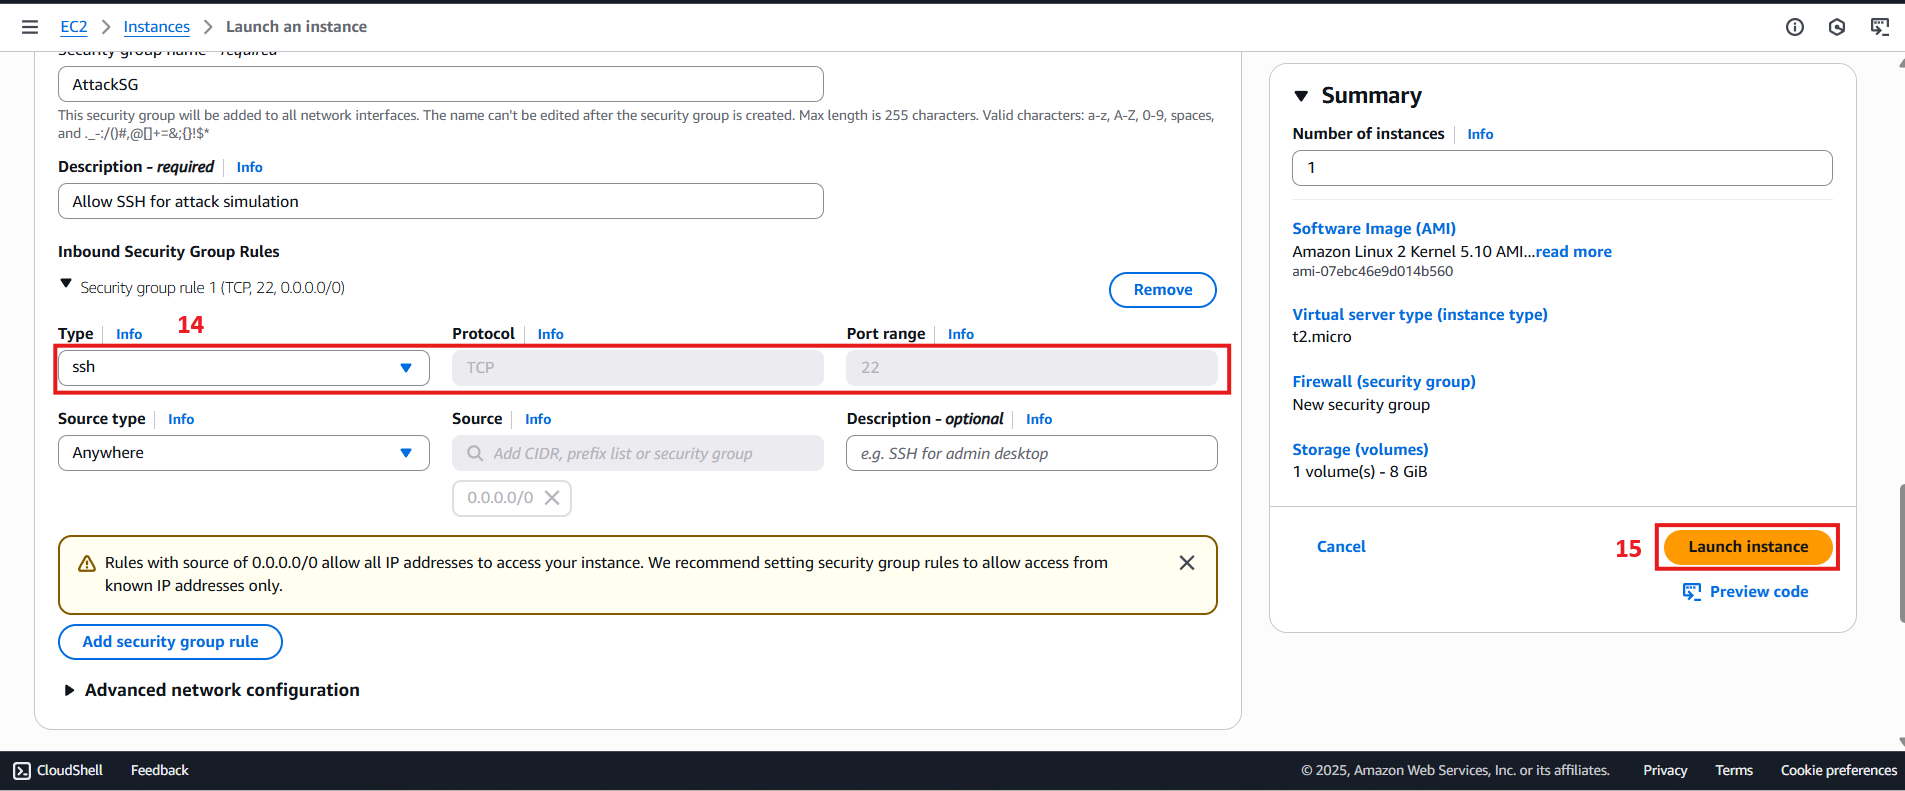 EC2 > Instances > Launch an instance
Security group name - required
AttackSG
This security group will be added to all network interfaces. The name can't be edited after the security group is created. Max length is 255 characters. Valid characters: a-z, A-Z, 0-9, spaces,
and ._-:/()#,@[]+=&;{}!$*
Description - required Info
Allow SSH for attack simulation
Inbound Security Group Rules
Security group rule 1 (TCP, 22, 0.0.0.0/0)
Remove
14
Type Info Protocol Info Port range Info
ssh TCP 22
Source type Info Source Info Description - optional Info
Anywhere Add CIDR, prefix list or security group e.g. SSH for admin desktop
0.0.0.0/0
Rules with source of 0.0.0.0/0 allow all IP addresses to access your instance. We recommend setting security group rules to allow access from
known IP addresses only.
Add security group rule
Advanced network configuration
Summary
Number of instances Info
1
Software Image (AMI)
Amazon Linux 2 Kernel 5.10 AMI...read more
ami-07ebc46e9d014b560
Virtual server type (instance type)
t2.micro
Firewall (security group)
New security group
Storage (volumes)
1 volume(s) - 8 GiB
Cancel 15 Launch instance
Preview code
CloudShell Feedback © 2025, Amazon Web Services, Inc. or its affiliates. Privacy Terms Cookie preferences